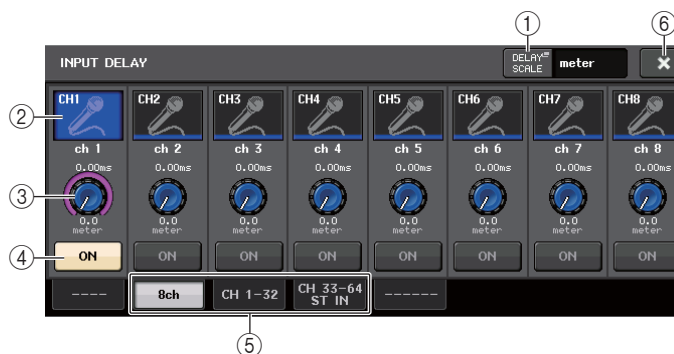 ① ⑥
INPUT DELAY DELAY SCALE meter ×
② CH1 CH2 CH3 CH4 CH5 CH6 CH7 CH8
ch 1 ch 2 ch 3 ch 4 ch 5 ch 6 ch 7 ch 8
0.00ms 0.00ms 0.00ms 0.00ms 0.00ms 0.00ms 0.00ms 0.00ms
③
0.0 0.0 0.0 0.0 0.0 0.0 0.0 0.0
meter meter meter meter meter meter meter meter
④ ON ON ON ON ON ON ON ON
---- 8ch CH 1-32 CH 33-64 ST IN ------
⑤